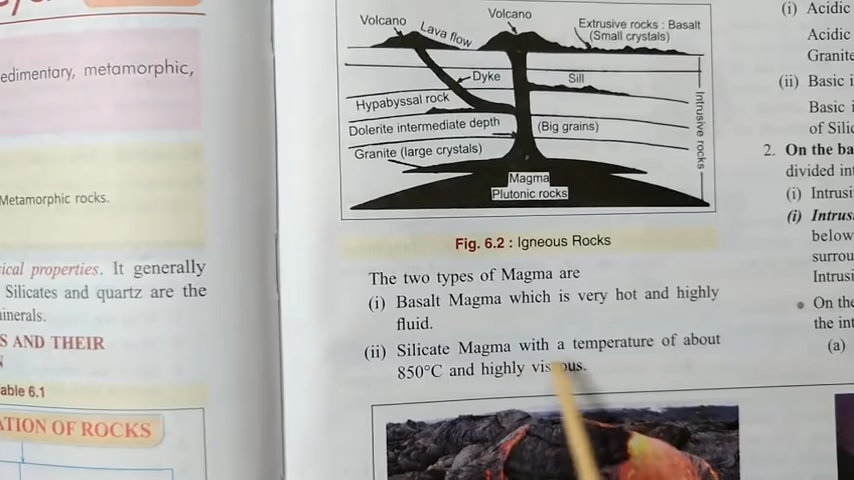 edimentary, metamorphic,
Metamorphic rocks.
ical properties. It generally
Silicates and quartz are the
inerals.
S AND THEIR
N
able 6.1
ATION OF ROCKS
Volcano
Lava flow
Volcano
Extrusive rocks : Basalt
(Small crystals)
Dyke
Sill
Hypabyssal rock
Dolerite intermediate depth
(Big grains)
Granite (large crystals)
Intrusive rocks
Magma
Plutonic rocks
Fig. 6.2 : Igneous Rocks
The two types of Magma are
(i) Basalt Magma which is very hot and highly
fluid.
(ii) Silicate Magma with a temperature of about
850°C and highly viscous.
(i) Acidic
Acidic
Granite
(ii) Basic i
Basic i
of Silic
2. On the ba
divided int
(i) Intrusi
(i) Intrus
below
surrou
Intrusi
On the
the int
(a)